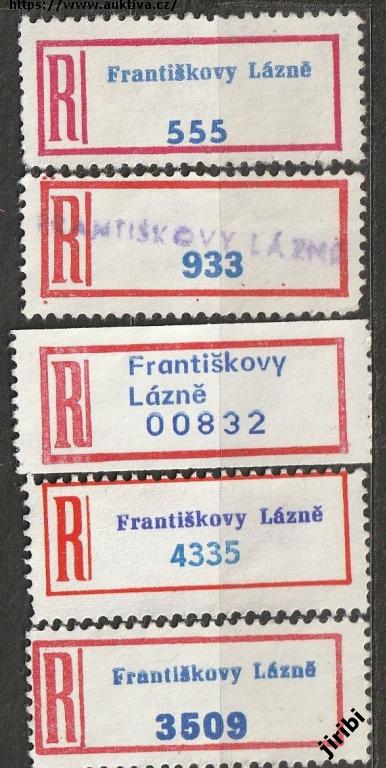 https://www.auktiva.cz/
R
Františkovy Lázně
555
R
FRANTIŠKOVY LÁZNĚ
933
R
Františkovy
Lázně
00832
R
Františkovy Lázně
4335
R
Františkovy Lázně
3509
jiribi